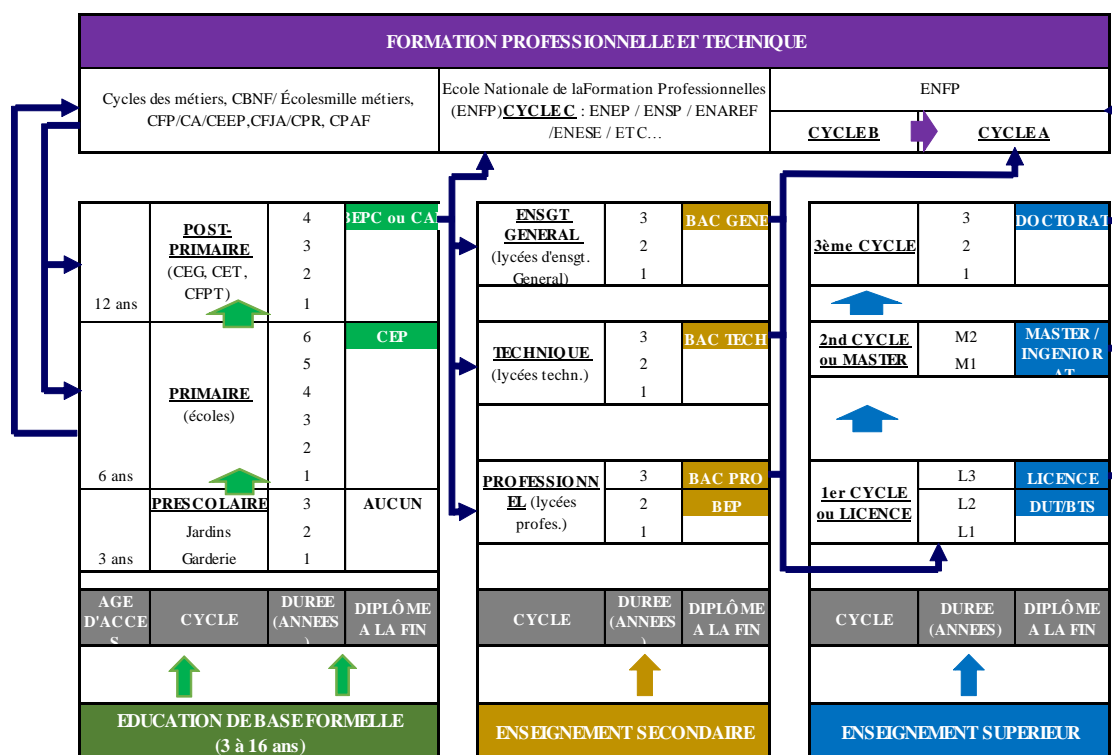 FORMATION PROFESSIONNELLE ET TECHNIQUE
Cycles des métiers, CBNF/ Écolesmille métiers,
CFP/CA/CEEP,CFJA/CPR, CPAF
Ecole Nationale de laFormation Professionnelles
(ENFP)CYCLE C : ENEP / ENSP / ENAREF
/ENESE / ETC…
ENFP
CYCLE B
CYCLE A
12 ans
POST-
PRIMAIRE
(CEG, CET,
CFPT)
4
3
2
1
BEPC ou CA
6 ans
PRIMAIRE
(écoles)
6
5
4
3
2
1
CEP
3 ans
PRESCOLAIRE
Jardins
Garderie
3
2
1
AUCUN
AGE
D'ACCE
S
CYCLE
DUREE
(ANNEES
)
DIPLÔME
A LA FIN
EDUCATION DE BASE FORMELLE
(3 à 16 ans)
ENSGT
GENERAL
(lycées d'ensgt.
General)
3
2
1
BAC GENE
TECHNIQUE
(lycées techn.)
3
2
1
BAC TECH
PROFESSIONN
EL (lycées
profes.)
3
2
1
BAC PRO
BEP
CYCLE
DUREE
(ANNEES
)
DIPLÔME
A LA FIN
ENSEIGNEMENT SECONDAIRE
3ème CYCLE
3
2
1
DOCTORAT
2nd CYCLE
ou MASTER
M2
M1
MASTER /
INGENIOR
AT
1er CYCLE
ou LICENCE
L3
L2
L1
LICENCE
DUT/BTS
CYCLE
DUREE
(ANNEES)
DIPLÔME
A LA FIN
ENSEIGNEMENT SUPERIEUR